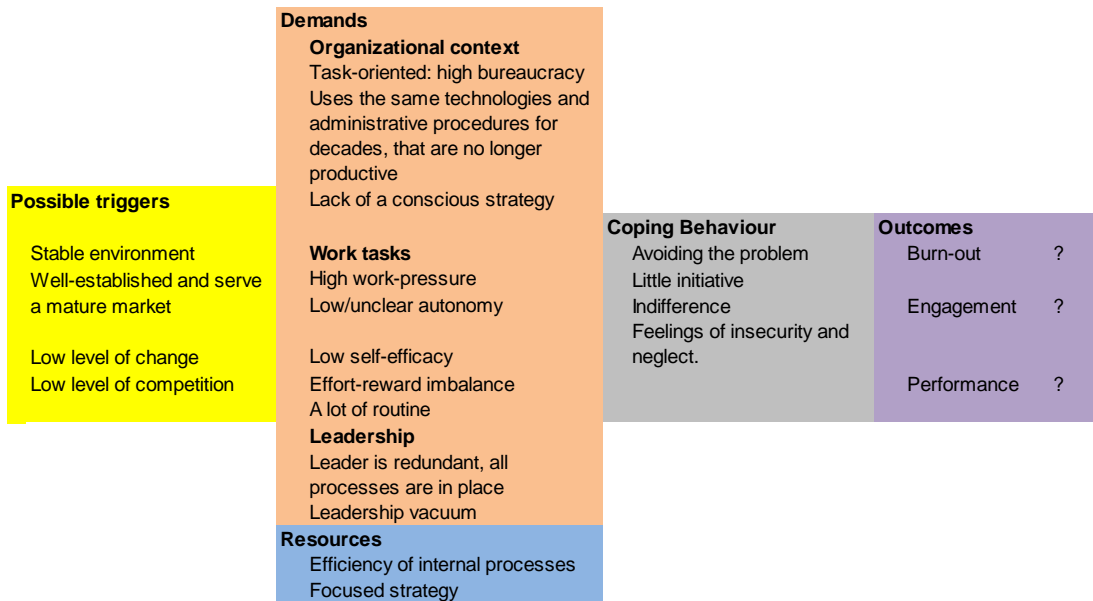 Possible triggers
Stable environment
Well-established and serve
a mature market
Low level of change
Low level of competition
Demands
Organizational context
Task-oriented: high bureaucracy
Uses the same technologies and
administrative procedures for
decades, that are no longer
productive
Lack of a conscious strategy
Work tasks
High work-pressure
Low/unclear autonomy
Low self-efficacy
Effort-reward imbalance
A lot of routine
Leadership
Leader is redundant, all
processes are in place
Leadership vacuum
Resources
Efficiency of internal processes
Focused strategy
Coping Behaviour
Avoiding the problem
Little initiative
Indifference
Feelings of insecurity and
neglect.
Outcomes
Burn-out ?
Engagement ?
Performance ?